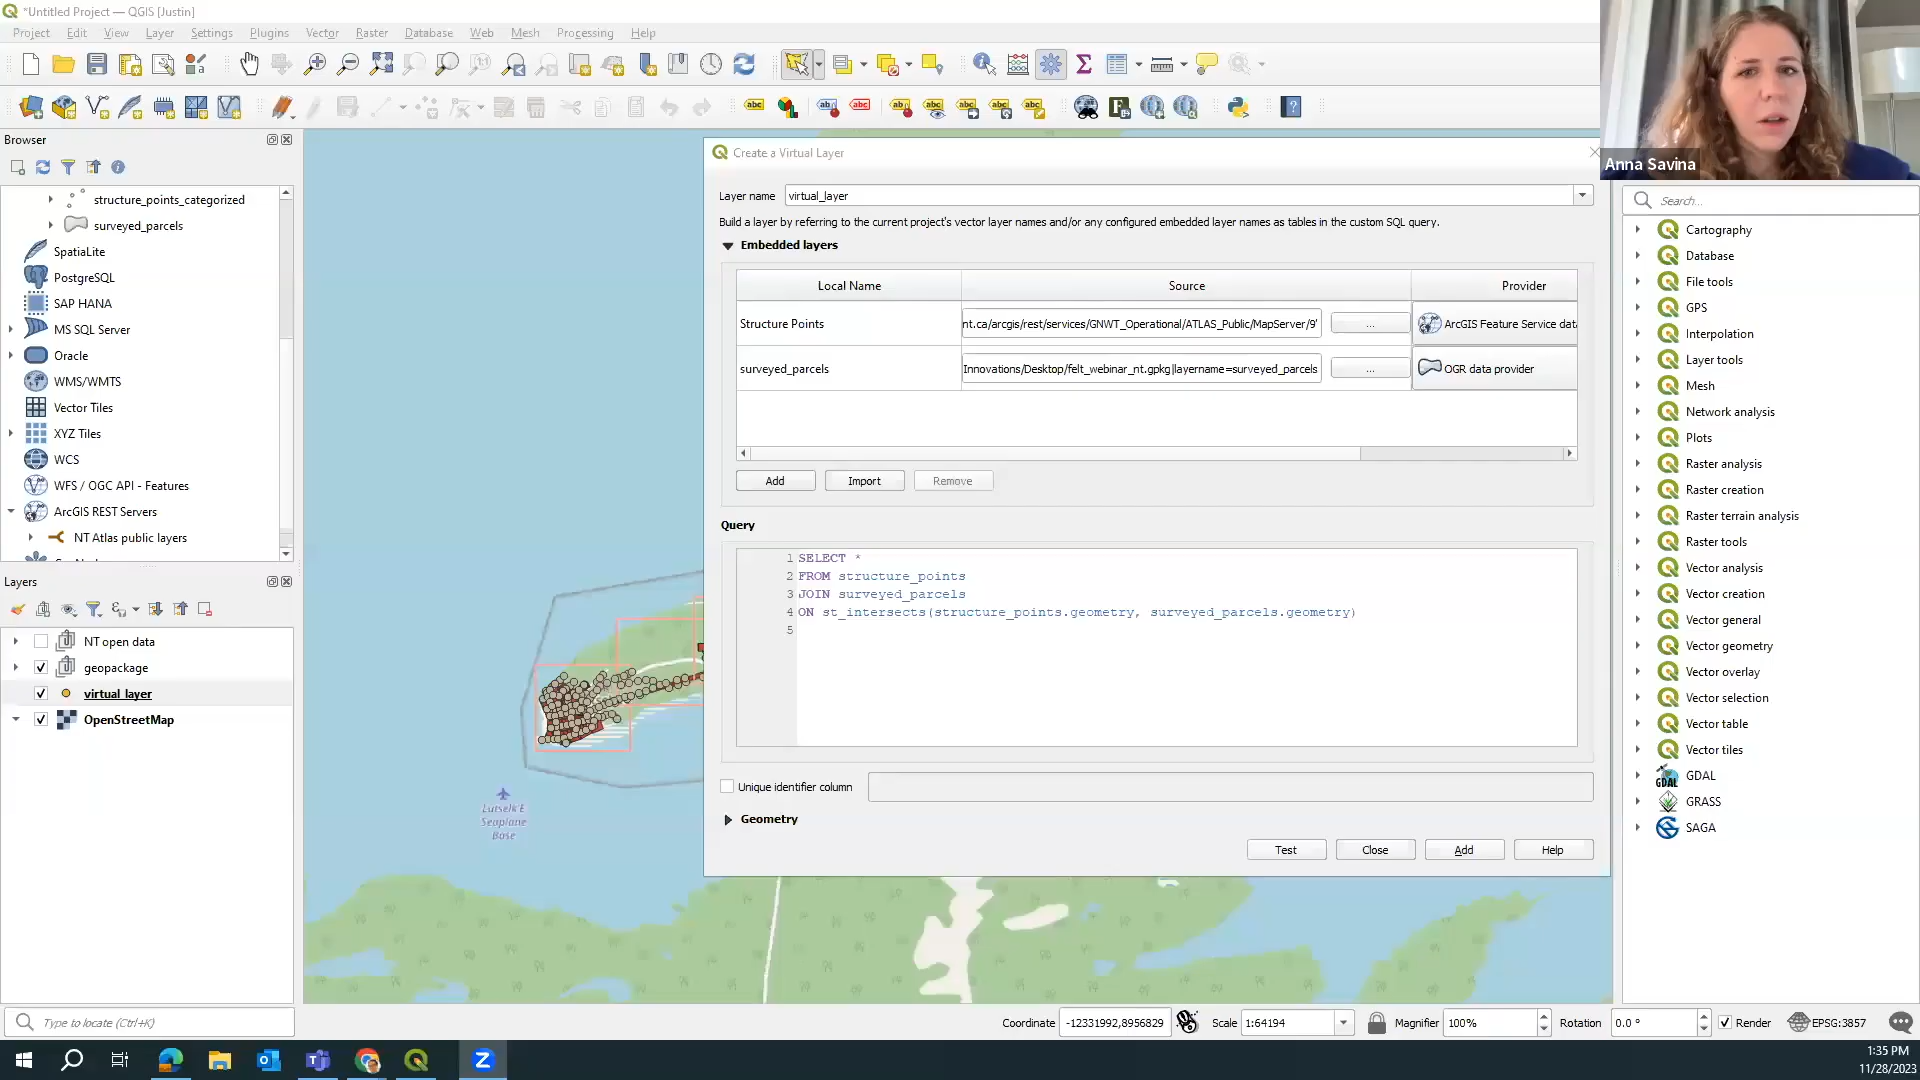 *Untitled Project — QGIS [Justin]
Project Edit View Layer Settings Plugins Vector Raster Database Web Mesh Processing Help
Anna Savina
Browser
structure_points_categorized
surveyed_parcels
SpatiaLite
PostgreSQL
SAP HANA
MS SQL Server
Oracle
WMS/WMTS
Vector Tiles
XYZ Tiles
WCS
WFS / OGC API - Features
ArcGIS REST Servers
NT Atlas public layers
Layers
NT open data
geopackage
virtual_layer
OpenStreetMap
Lutselk'E
Seaplane
Base
Create a Virtual Layer
Layer name virtual_layer
Build a layer by referring to the current project's vector layer names and/or any configured embedded layer names as tables in the custom SQL query.
Embedded layers
Local Name Source Provider
Structure Points nt.ca/arcgis/rest/services/GNWT_Operational/ATLAS_Public/MapServer/9' ... ArcGIS Feature Service data
surveyed_parcels Innovations/Desktop/felt_webinar_nt.gpkg|layername=surveyed_parcels ... OGR data provider
Add Import Remove
Query
1 SELECT *
2 FROM structure_points
3 JOIN surveyed_parcels
4 ON st_intersects(structure_points.geometry, surveyed_parcels.geometry)
5
Unique identifier column
Geometry
Test Close Add Help
Search...
Cartography
Database
File tools
GPS
Interpolation
Layer tools
Mesh
Network analysis
Plots
Raster analysis
Raster creation
Raster terrain analysis
Raster tools
Vector analysis
Vector creation
Vector general
Vector geometry
Vector overlay
Vector selection
Vector table
Vector tiles
GDAL
GRASS
SAGA
Type to locate (Ctrl+K) Coordinate -12331992,8956829 Scale 1:64194 Magnifier 100% Rotation 0.0 ° Render EPSG:3857
1:35 PM
11/28/2023